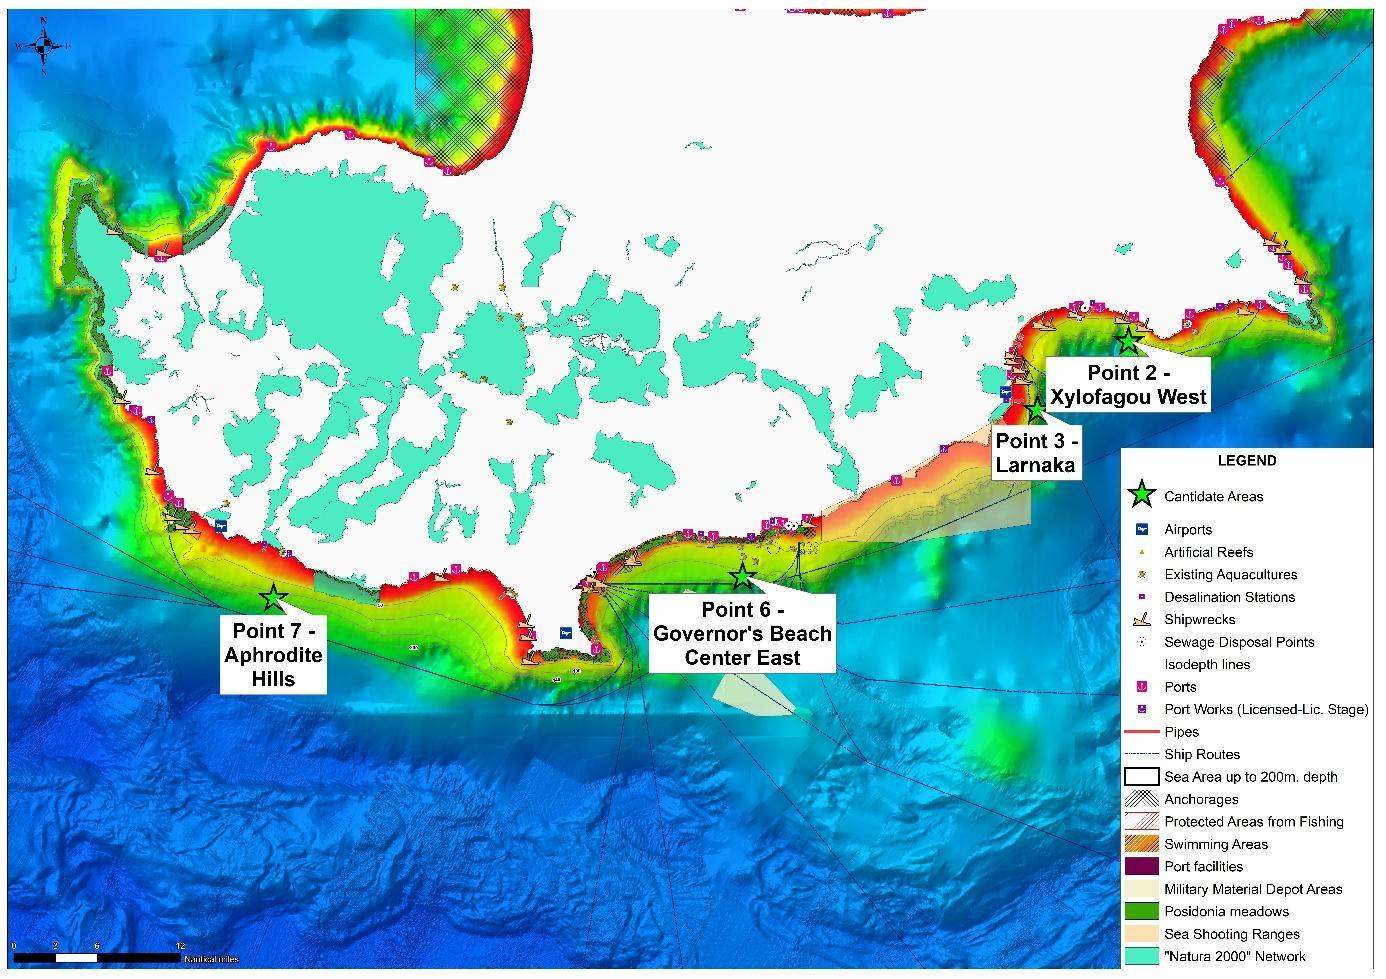 N
W
E
S
Point 2 -
Xylofagou West
Point 3 -
Larnaka
Point 6 -
Governor's Beach
Center East
Point 7 -
Aphrodite
Hills
LEGEND
Cantidate Areas
Airports
Artificial Reefs
Existing Aquacultures
Desalination Stations
Shipwrecks
Sewage Disposal Points
Isodepth lines
Ports
Port Works (Licensed-Lic. Stage)
Pipes
Ship Routes
Sea Area up to 200m. depth
Anchorages
Protected Areas from Fishing
Swimming Areas
Port facilities
Military Material Depot Areas
Posidonia meadows
Sea Shooting Ranges
"Natura 2000" Network
0 3 6 12
Nautical miles